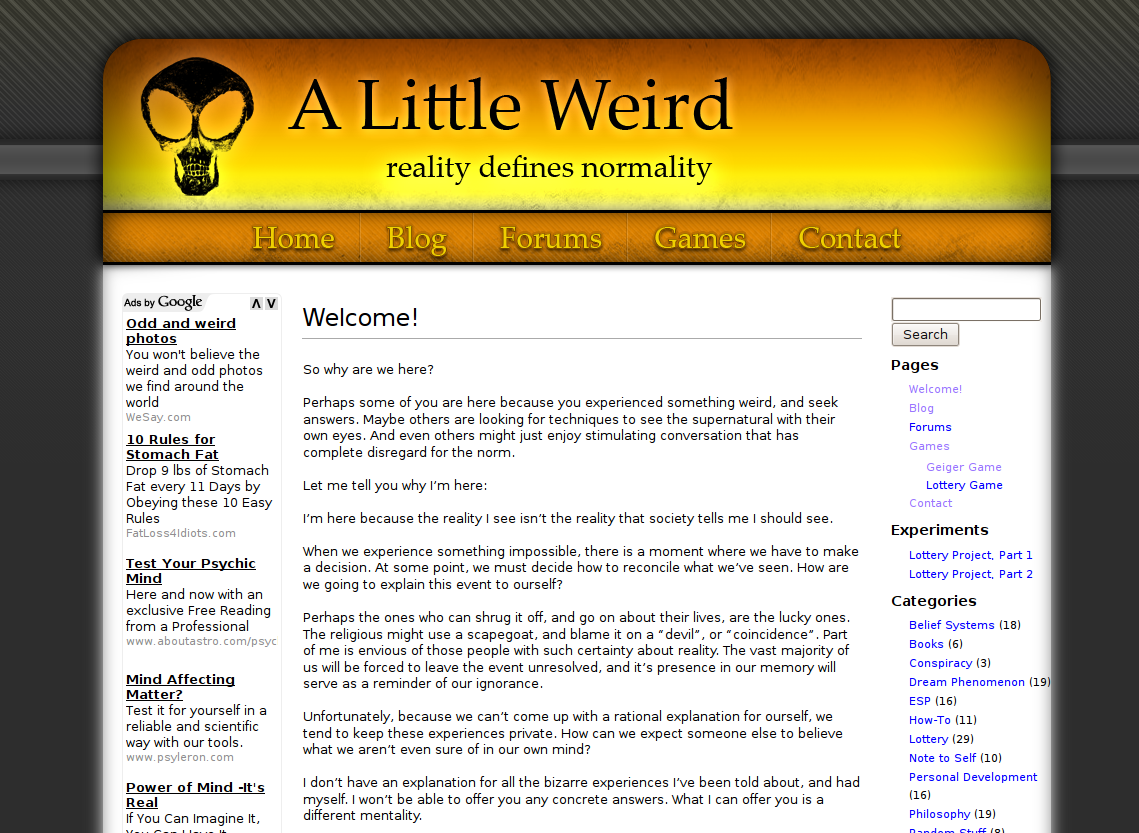 A Little Weird
reality defines normality
Home
Blog
Forums
Games
Contact
Ads by Google
Odd and weird
photos
You won't believe the
weird and odd photos
we find around the
world
WeSay.com
10 Rules for
Stomach Fat
Drop 9 lbs of Stomach
Fat every 11 Days by
Obeying these 10 Easy
Rules
FatLoss4Idiots.com
Test Your Psychic
Mind
Here and now with an
exclusive Free Reading
from a Professional
www.aboutastro.com/psyc
Mind Affecting
Matter?
Test it for yourself in a
reliable and scientific
way with our tools.
www.psyleron.com
Power of Mind -It's
Real
If You Can Imagine It,
You Can Have It
Welcome!
So why are we here?
Perhaps some of you are here because you experienced something weird, and seek
answers. Maybe others are looking for techniques to see the supernatural with their
own eyes. And even others might just enjoy stimulating conversation that has
complete disregard for the norm.
Let me tell you why I’m here:
I’m here because the reality I see isn’t the reality that society tells me I should see.
When we experience something impossible, there is a moment where we have to make
a decision. At some point, we must decide how to reconcile what we’ve seen. How are
we going to explain this event to ourself?
Perhaps the ones who can shrug it off, and go on about their lives, are the lucky ones.
The religious might use a scapegoat, and blame it on a “devil”, or “coincidence”. Part
of me is envious of those people with such certainty about reality. The vast majority of
us will be forced to leave the event unresolved, and it’s presence in our memory will
serve as a reminder of our ignorance.
Unfortunately, because we can’t come up with a rational explanation for ourself, we
tend to keep these experiences private. How can we expect someone else to believe
what we aren’t even sure of in our own mind?
I don’t have an explanation for all the bizarre experiences I’ve been told about, and had
myself. I won’t be able to offer you any concrete answers. What I can offer you is a
different mentality.
Search
Pages
Welcome!
Blog
Forums
Games
Geiger Game
Lottery Game
Contact
Experiments
Lottery Project, Part 1
Lottery Project, Part 2
Categories
Belief Systems (18)
Books (6)
Conspiracy (3)
Dream Phenomenon (19)
ESP (16)
How-To (11)
Lottery (29)
Note to Self (10)
Personal Development
(16)
Philosophy (19)
Random Stuff (8)